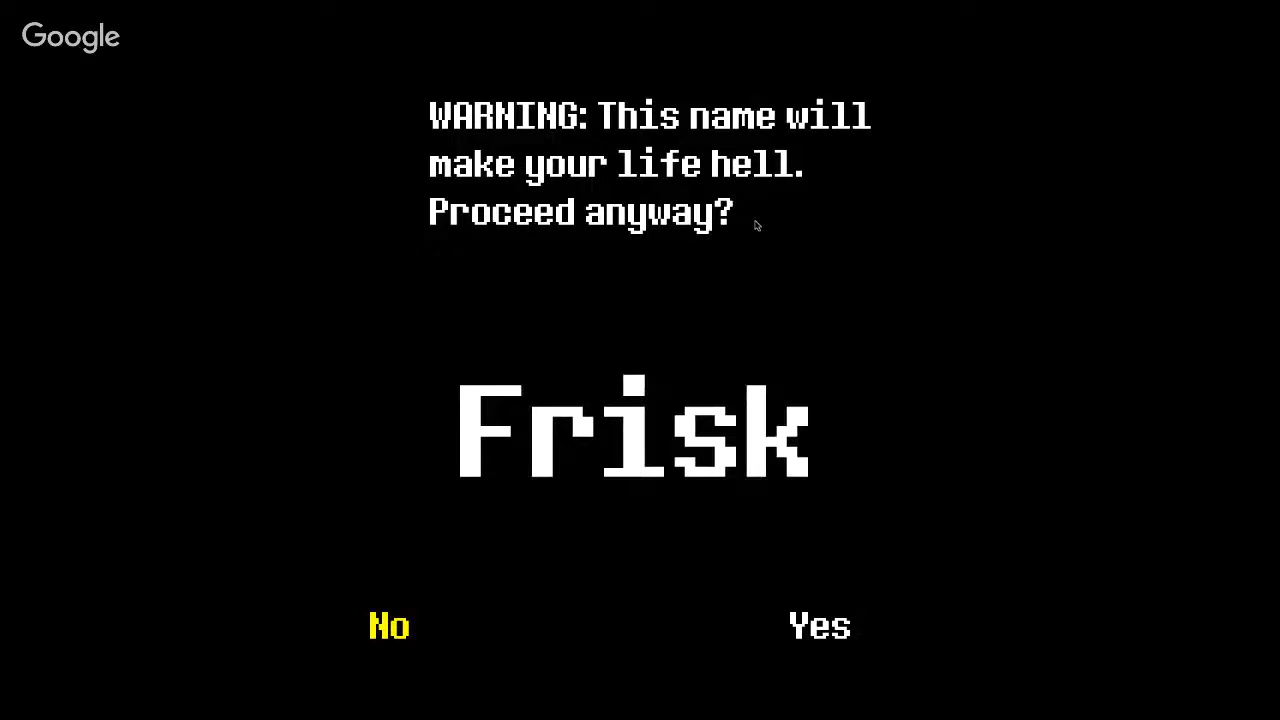 Google
WARNING: This name will
make your life hell.
Proceed anyway?
Frisk
No
Yes